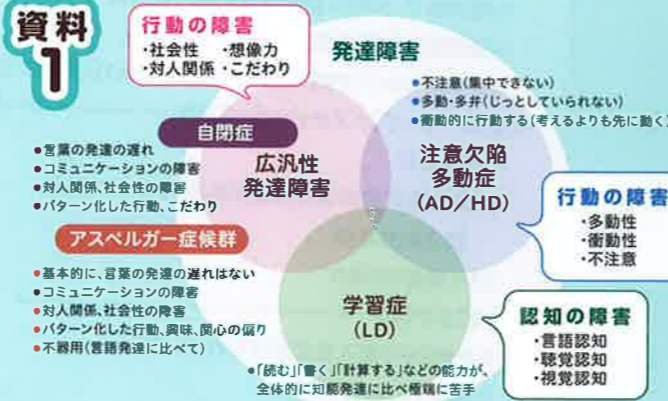 資料
1
行動の障害
・社会性 ・想像力
・対人関係 ・こだわり
発達障害
●不注意(集中できない)
●多動・多弁(じっとしていられない)
●衝動的に行動する(考えるよりも先に動く)
自閉症
●言葉の発達の遅れ
●コミュニケーションの障害
●対人関係、社会性の障害
●パターン化した行動、こだわり
広汎性
発達障害
注意欠陥
多動症
(AD/HD)
行動の障害
・多動性
・衝動性
・不注意
アスペルガー症候群
●基本的に、言葉の発達の遅れはない
●コミュニケーションの障害
●対人関係、社会性の障害
●パターン化した行動、興味、関心の偏り
●不器用(言語発達に比べて)
学習症
(LD)
●「読む」「書く」「計算する」などの能力が、
全体的に知能発達に比べ極端に苦手
認知の障害
・言語認知
・聴覚認知
・視覚認知